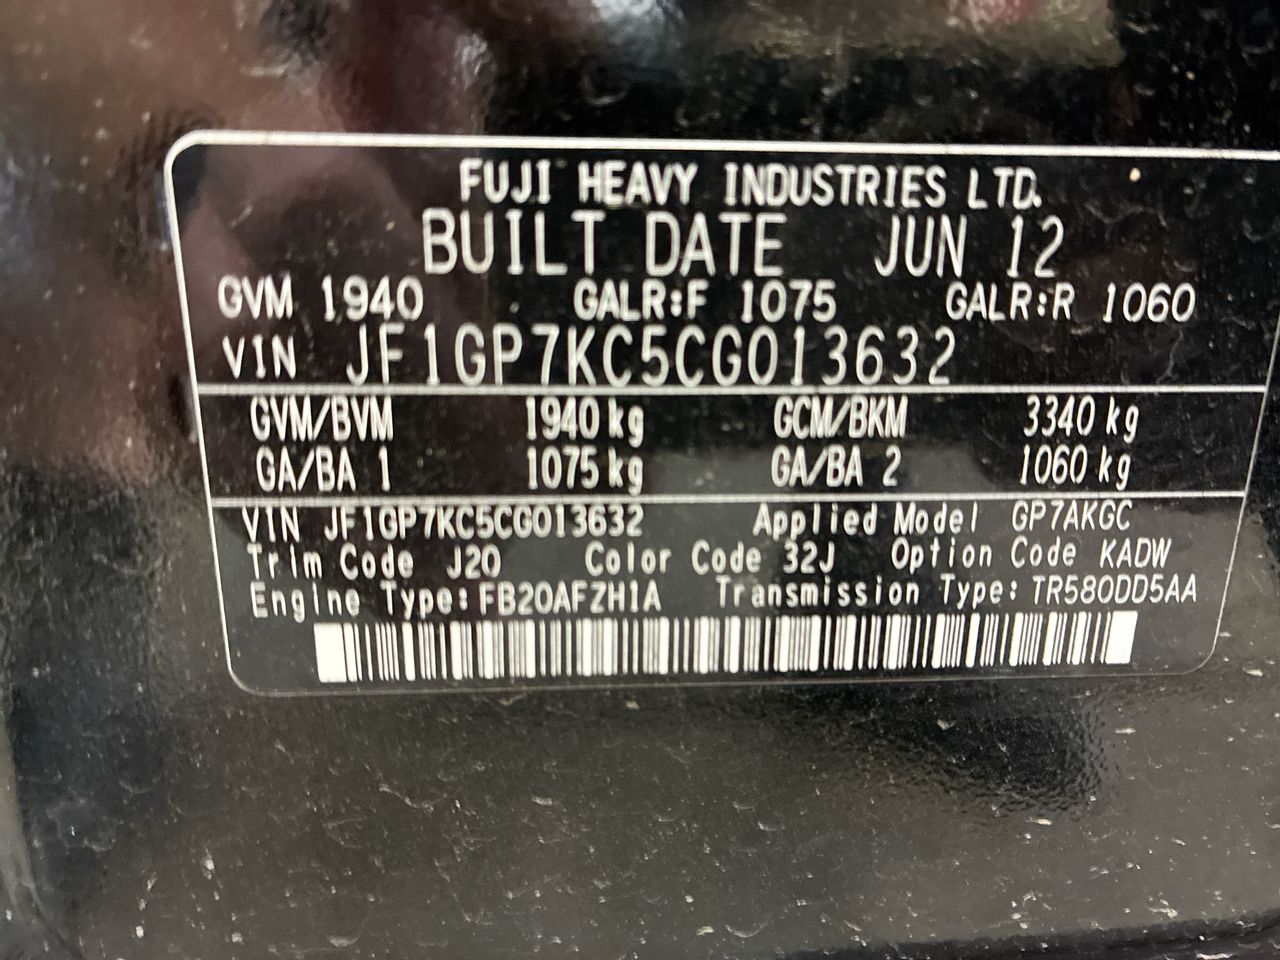 FUJI HEAVY INDUSTRIES LTD.
BUILT DATE JUN 12
GVM 1940 GALR:F 1075 GALR:R 1060
VIN JF1GP7KC5CG013632
GVM/BVM 1940 kg GCM/BKM 3340 kg
GA/BA 1 1075 kg GA/BA 2 1060 kg
VIN JF1GP7KC5CG013632 Applied Model GP7AKGC
Trim Code J20 Color Code 32J Option Code KADW
Engine Type: FB20AFZH1A Transmission Type: TR580DD5AA